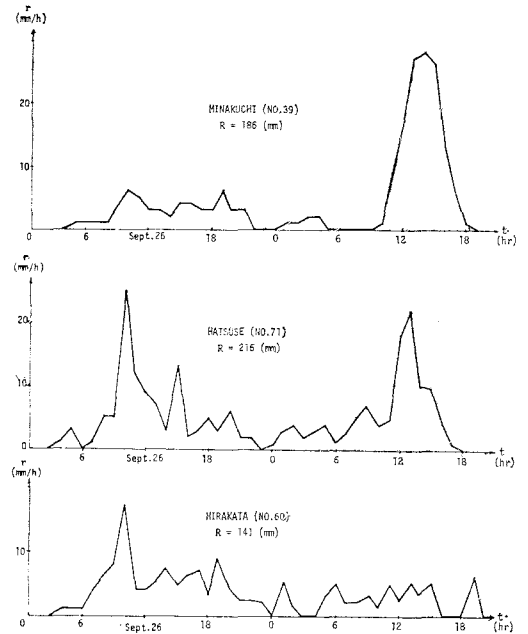 r
(mm/h)
20
10
MINAKUCHI (NO.39)
R = 186 (mm)
0 6 Sept.26 18 0 6 12 18 t
(hr)
r
(mm/h)
20
10
0
HATSUSE (NO.71)
R = 216 (mm)
6 Sept.26 18 0 6 12 18 t
(hr)
r
(mm/h)
10
HIRAKATA (NO.60)
R = 141 (mm)
0 6 Sept.26 18 0 6 12 18 t
(hr)